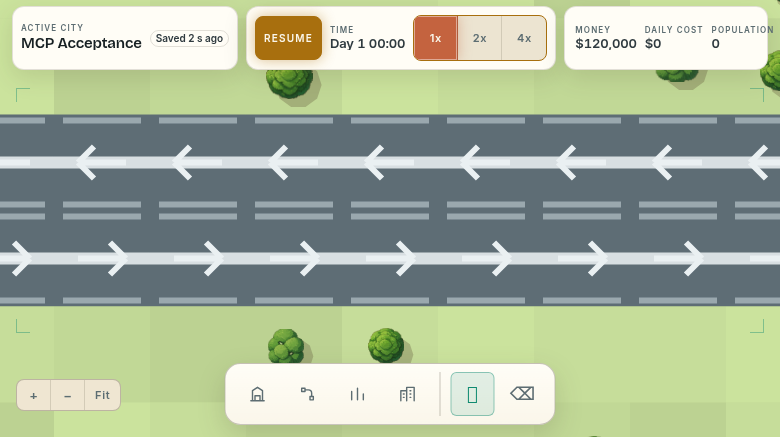 ACTIVE CITY
MCP Acceptance
Saved 2 s ago
RESUME
TIME
Day 1 00:00
1x
2x
4x
MONEY
$120,000
DAILY COST
$0
POPULATION
0
+
−
Fit